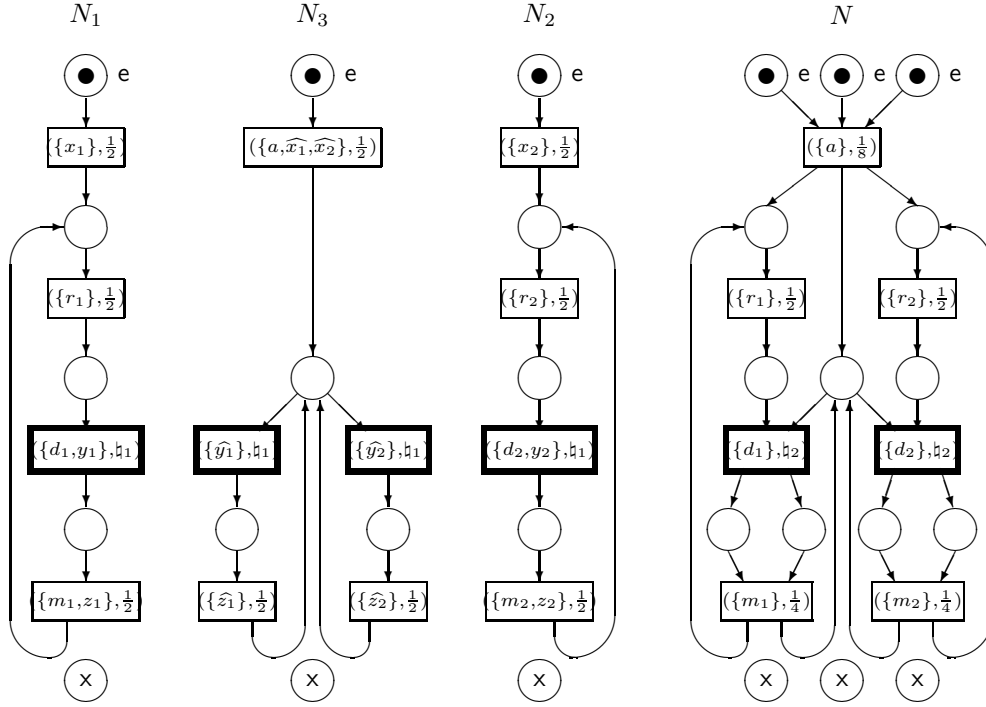 N₁ N₃ N₂ N
e e e e e e
({x₁},½) ({a,x̂₁,x̂₂},½) ({x₂},½) ({a},⅛)
({r₁},½) ({r₂},½) ({r₁},½) ({r₂},½)
({d₁,y₁},♮₁) ({ŷ₁},♮₁) ({ŷ₂},♮₁) ({d₂,y₂},♮₁) ({d₁},♮₂) ({d₂},♮₂)
({m₁,z₁},½) ({ẑ₁},½) ({ẑ₂},½) ({m₂,z₂},½) ({m₁},¼) ({m₂},¼)
x x x x x x